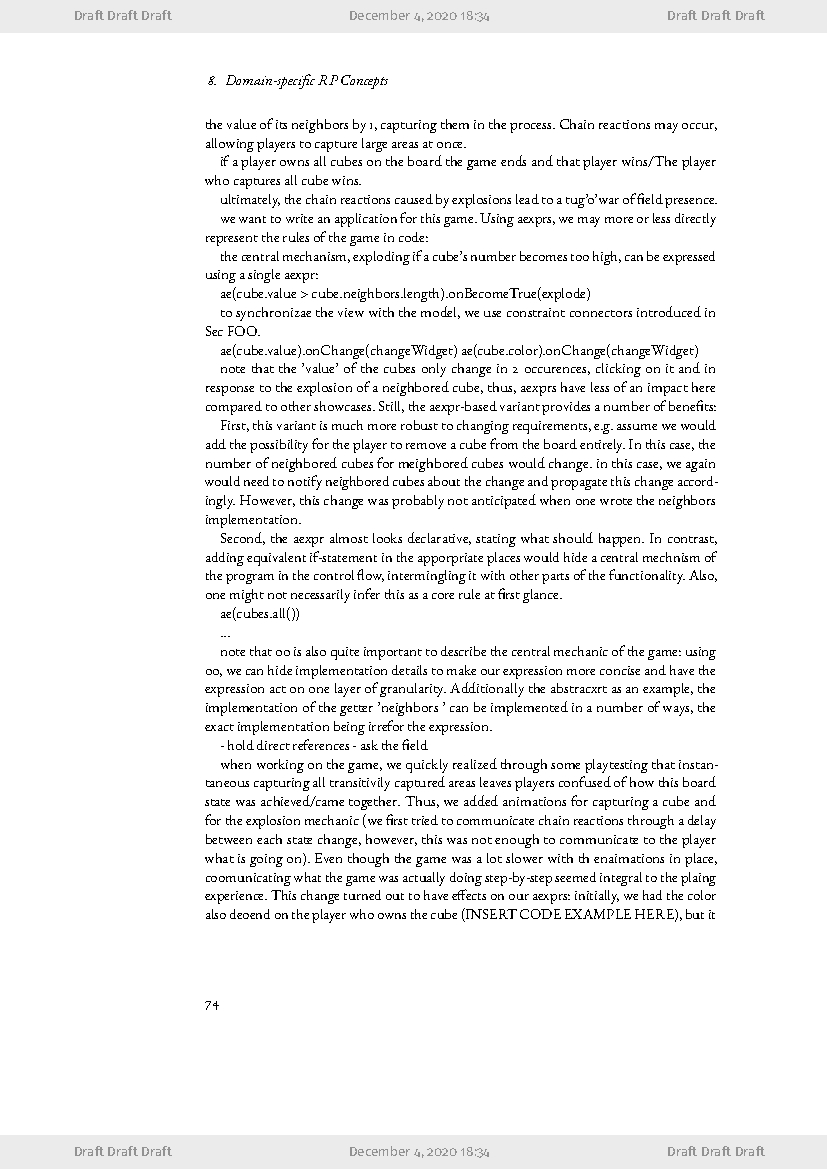 Draft Draft Draft December 4, 2020 18:34 Draft Draft Draft
8. Domain-specific RP Concepts
the value of its neighbors by 1, capturing them in the process. Chain reactions may occur,
allowing players to capture large areas at once.
if a player owns all cubes on the board the game ends and that player wins/The player
who captures all cube wins.
ultimately, the chain reactions caused by explosions lead to a tug'o'war of field presence.
we want to write an application for this game. Using aexprs, we may more or less directly
represent the rules of the game in code:
the central mechanism, exploding if a cube's number becomes too high, can be expressed
using a single aexpr:
ae(cube.value > cube.neighbors.length).onBecomeTrue(explode)
to synchronizae the view with the model, we use constraint connectors introduced in
Sec FOO.
ae(cube.value).onChange(changeWidget) ae(cube.color).onChange(changeWidget)
note that the 'value' of the cubes only change in 2 occurences, clicking on it and in
response to the explosion of a neighbored cube, thus, aexprs have less of an impact here
compared to other showcases. Still, the aexpr-based variant provides a number of benefits:
First, this variant is much more robust to changing requirements, e.g. assume we would
add the possibility for the player to remove a cube from the board entirely. In this case, the
number of neighbored cubes for meighbored cubes would change. in this case, we again
would need to notify neighbored cubes about the change and propagate this change accord-
ingly. However, this change was probably not anticipated when one wrote the neighbors
implementation.
Second, the aexpr almost looks declarative, stating what should happen. In contrast,
adding equivalent if-statement in the apporpriate places would hide a central mechnism of
the program in the control flow, intermingling it with other parts of the functionality. Also,
one might not necessarily infer this as a core rule at first glance.
ae(cubes.all())
...
note that oo is also quite important to describe the central mechanic of the game: using
oo, we can hide implementation details to make our expression more concise and have the
expression act on one layer of granularity. Additionally the abstracxrt as an example, the
implementation of the getter 'neighbors ' can be implemented in a number of ways, the
exact implementation being irrefor the expression.
- hold direct references - ask the field
when working on the game, we quickly realized through some playtesting that instan-
taneous capturing all transitivily captured areas leaves players confused of how this board
state was achieved/came together. Thus, we added animations for capturing a cube and
for the explosion mechanic (we first tried to communicate chain reactions through a delay
between each state change, however, this was not enough to communicate to the player
what is going on). Even though the game was a lot slower with th enaimations in place,
coomunicating what the game was actually doing step-by-step seemed integral to the plaing
experience. This change turned out to have effects on our aexprs: initially, we had the color
also deoend on the player who owns the cube (INSERT CODE EXAMPLE HERE), but it
74
Draft Draft Draft December 4, 2020 18:34 Draft Draft Draft